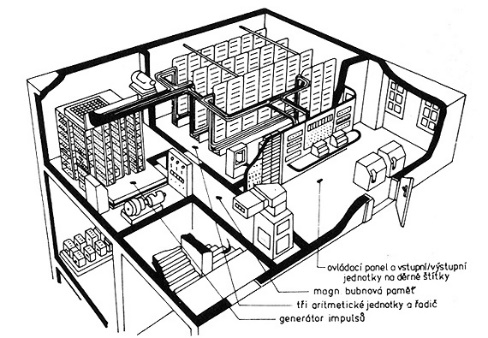 ovládací panel a vstupní/výstupní
jednotky na děrné štítky
magn bubnová paměť
tři aritmetické jednotky a řadič
generátor impulsů